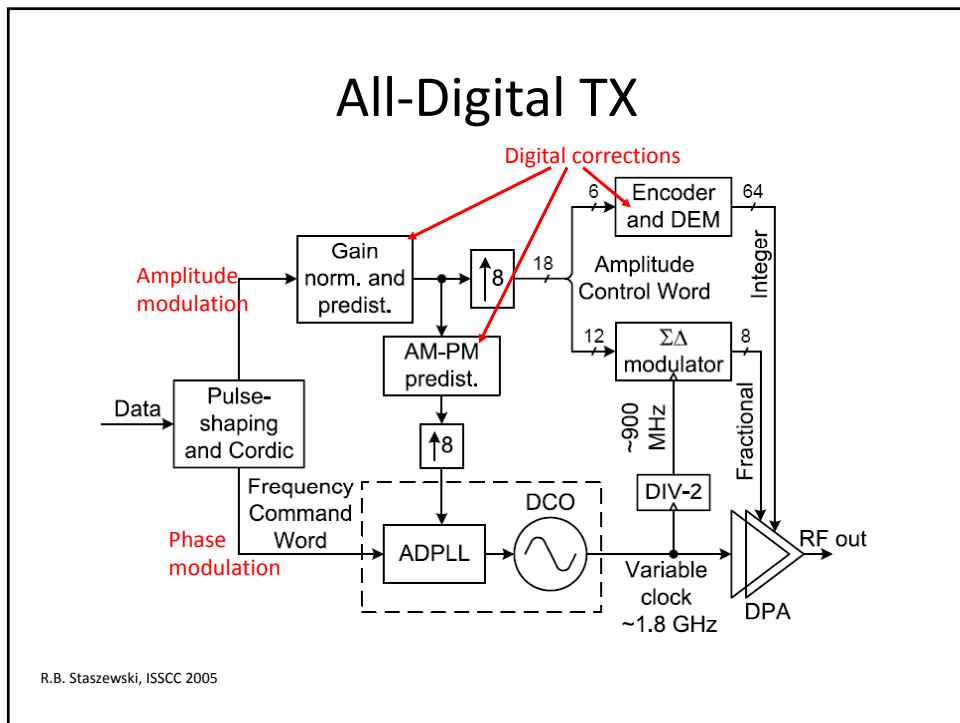 All-Digital TX
Digital corrections
6
Encoder
and DEM
64
Integer
Gain
norm. and
predist.
↑8
18
Amplitude
Control Word
Amplitude
modulation
12
ΣΔ
modulator
8
Fractional
AM-PM
predist.
~900
MHz
Data
Pulse-
shaping
and Cordic
↑8
Frequency
Command
Word
DCO
DIV-2
Phase
modulation
ADPLL
RF out
Variable
clock
~1.8 GHz
DPA
R.B. Staszewski, ISSCC 2005